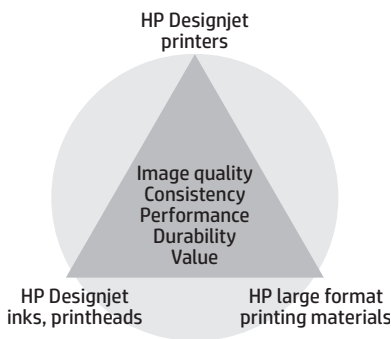 HP Designjet
printers
Image quality
Consistency
Performance
Durability
Value
HP Designjet
inks, printheads
HP large format
printing materials